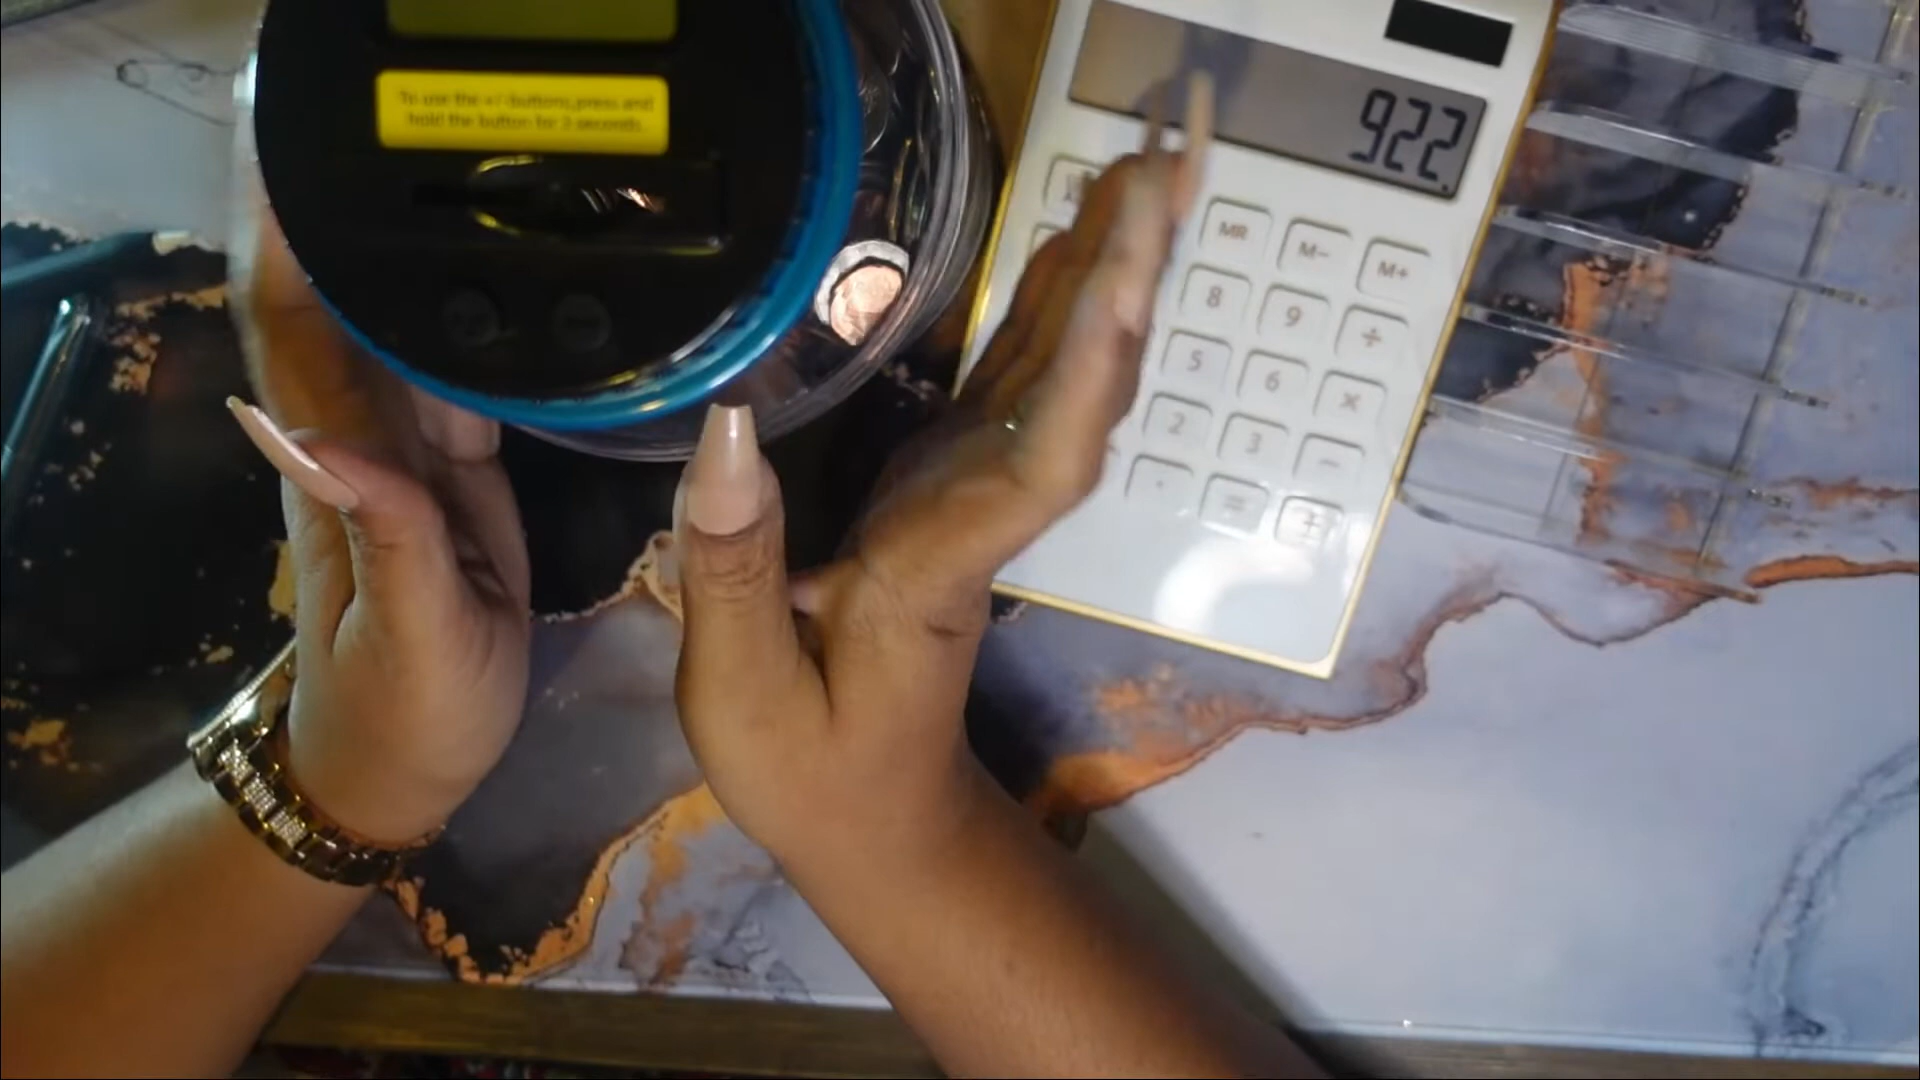 To use the +/- buttons,press and
hold the button for 3 seconds.
922.
MR
M-
M+
8
9
÷
5
6
×
2
3
-
.
=